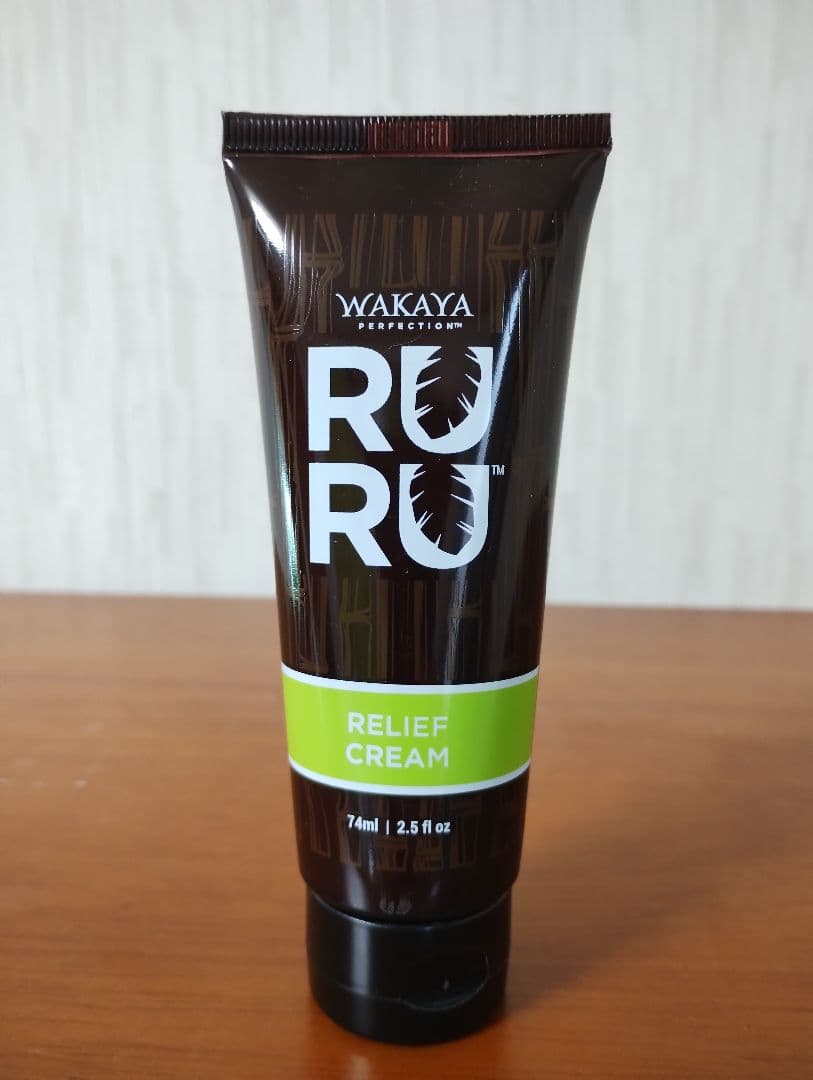 WAKAYA
PERFECTION™
RU
RU™
RELIEF
CREAM
74ml | 2.5 fl oz